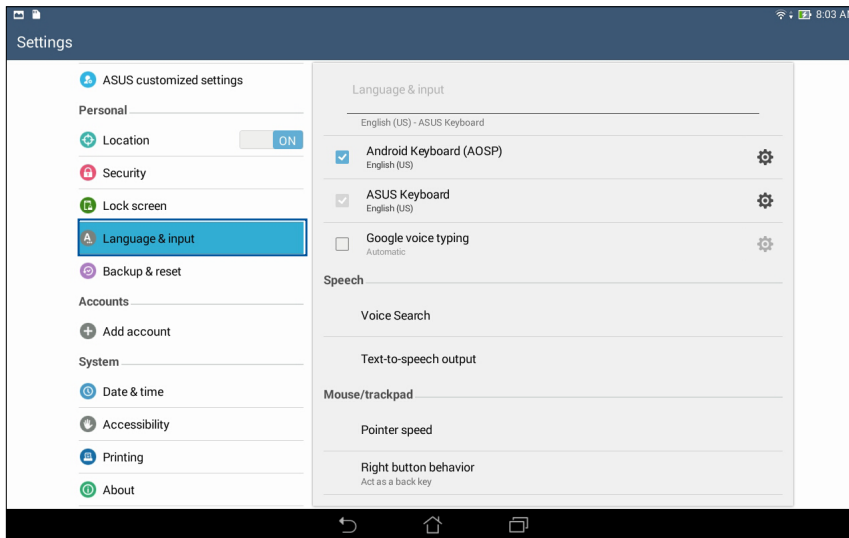 8:03 AM
Settings
ASUS customized settings
Personal
Location
ON
Security
Lock screen
Language & input
Backup & reset
Accounts
Add account
System
Date & time
Accessibility
Printing
About
Language & input
English (US) - ASUS Keyboard
Android Keyboard (AOSP)
English (US)
ASUS Keyboard
English (US)
Google voice typing
Automatic
Speech
Voice Search
Text-to-speech output
Mouse/trackpad
Pointer speed
Right button behavior
Act as a back key